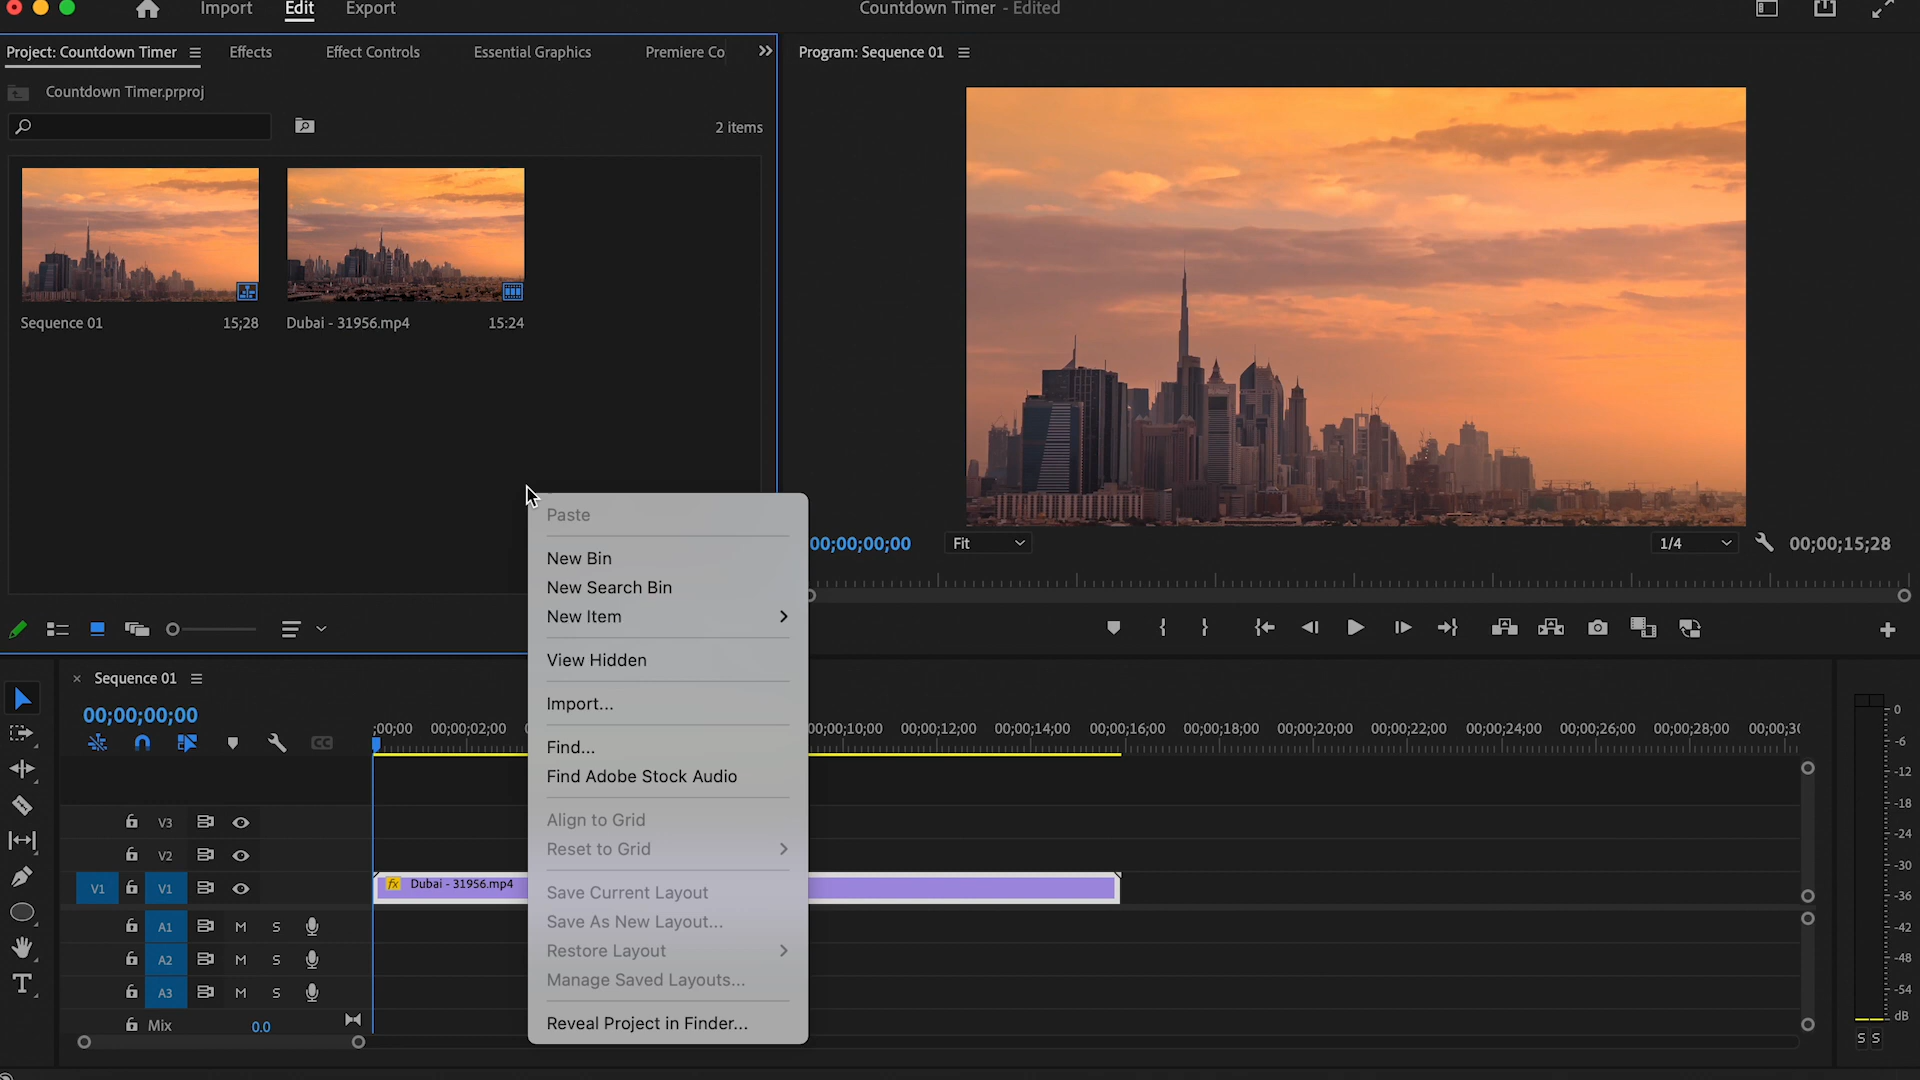 Import Edit Export
Countdown Timer - Edited
Project: Countdown Timer Effects Effect Controls Essential Graphics Premiere Co
Program: Sequence 01
Countdown Timer.prproj
2 items
Sequence 01 15;28
Dubai - 31956.mp4 15:24
Paste
New Bin
New Search Bin
New Item
View Hidden
Import...
Find...
Find Adobe Stock Audio
Align to Grid
Reset to Grid
Save Current Layout
Save As New Layout...
Restore Layout
Manage Saved Layouts...
Reveal Project in Finder...
00;00;00;00 Fit 1/4 00;00;15;28
Sequence 01
00;00;00;00
;00;00 00;00;02;00 00;00;10;00 00;00;12;00 00;00;14;00 00;00;16;00 00;00;18;00 00;00;20;00 00;00;22;00 00;00;24;00 00;00;26;00 00;00;28;00 00;00;30
CC
V3
V2
V1 V1 fx Dubai - 31956.mp4
A1 M S
A2 M S
A3 M S
Mix 0.0
0
-6
-12
-18
-24
-30
-36
-42
-48
-54
dB
S S